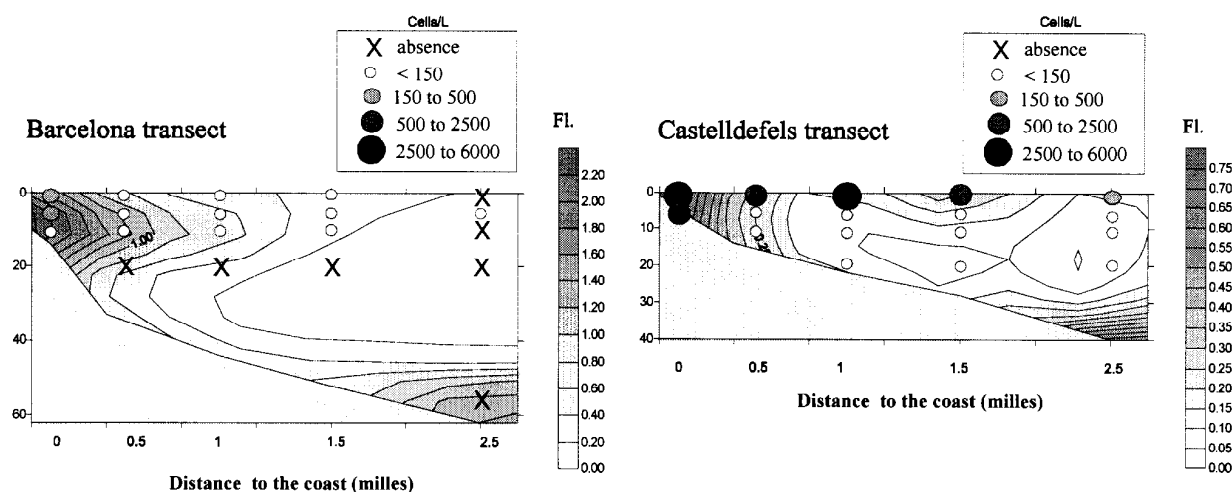 Cells/L
X absence
< 150
150 to 500
500 to 2500
2500 to 6000
Barcelona transect
Fl.
0
20
40
60
1.00
2.20
2.00
1.80
1.60
1.40
1.20
1.00
0.80
0.60
0.40
0.20
0.00
0 0.5 1 1.5 2.5
Distance to the coast (milles)
Cells/L
X absence
< 150
150 to 500
500 to 2500
2500 to 6000
Castelldefels transect
Fl.
0
10
20
30
40
0.75
0.70
0.65
0.60
0.55
0.50
0.45
0.40
0.35
0.30
0.25
0.20
0.15
0.10
0.05
0.00
0 0.5 1 1.5 2.5
Distance to the coast (milles)